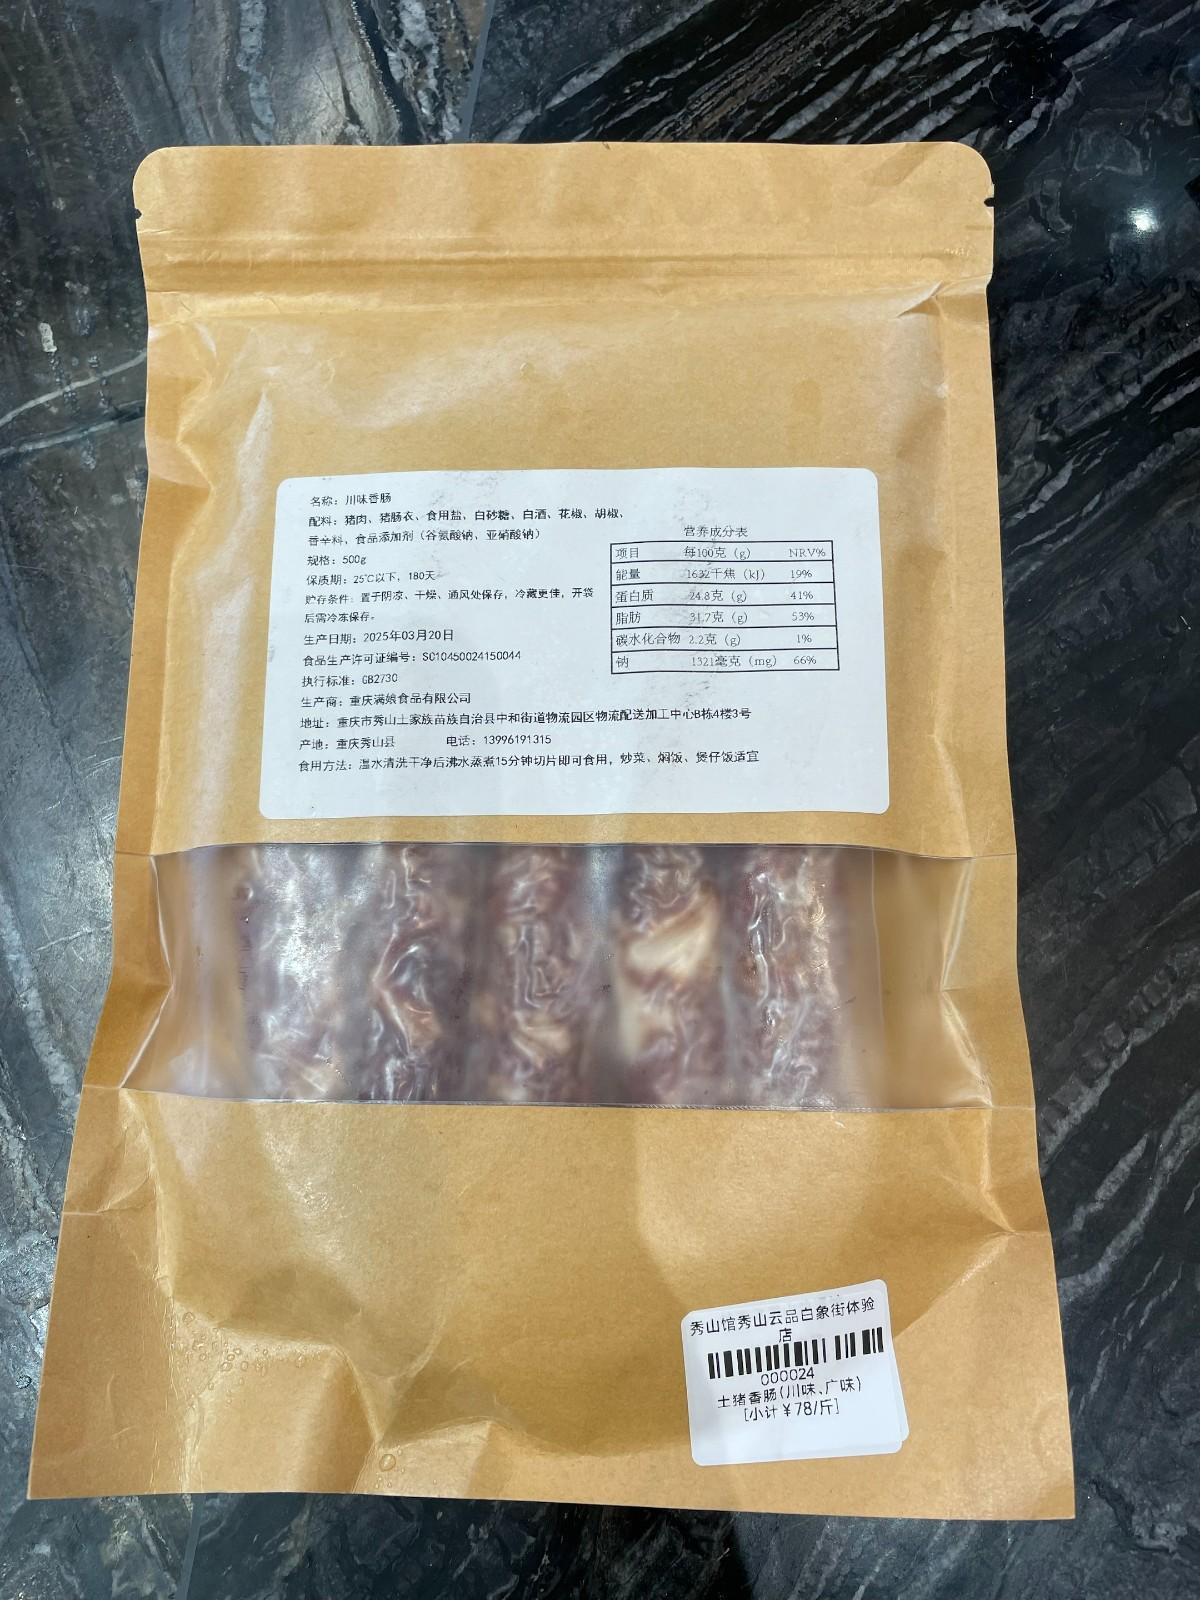 名称：川味香肠
配料：猪肉、猪肠衣、食用盐、白砂糖、白酒、花椒、胡椒、
香辛料、食品添加剂（谷氨酸钠、亚硝酸钠）
规格：500g
保质期：25℃以下，180天
贮存条件：置于阴凉、干燥、通风处保存，冷藏更佳，开袋
后需冷冻保存。
生产日期：2025年03月20日
食品生产许可证编号：SC10450024150044
执行标准：GB2730
生产商：重庆满娘食品有限公司
地址：重庆市秀山土家族苗族自治县中和街道物流园区物流配送加工中心B栋4楼3号
产地：重庆秀山县 电话：13996191315
食用方法：温水清洗干净后沸水蒸煮15分钟切片即可食用，炒菜、焖饭、煲仔饭适宜
营养成分表
项目 每100克（g） NRV%
能量 1632千焦（kJ） 19%
蛋白质 24.8克（g） 41%
脂肪 31.7克（g） 53%
碳水化合物 2.2克（g） 1%
钠 1321毫克（mg） 66%
秀山馆秀山云品白象街体验
店
000024
土猪香肠(川味、广味)
[小计￥78/斤]